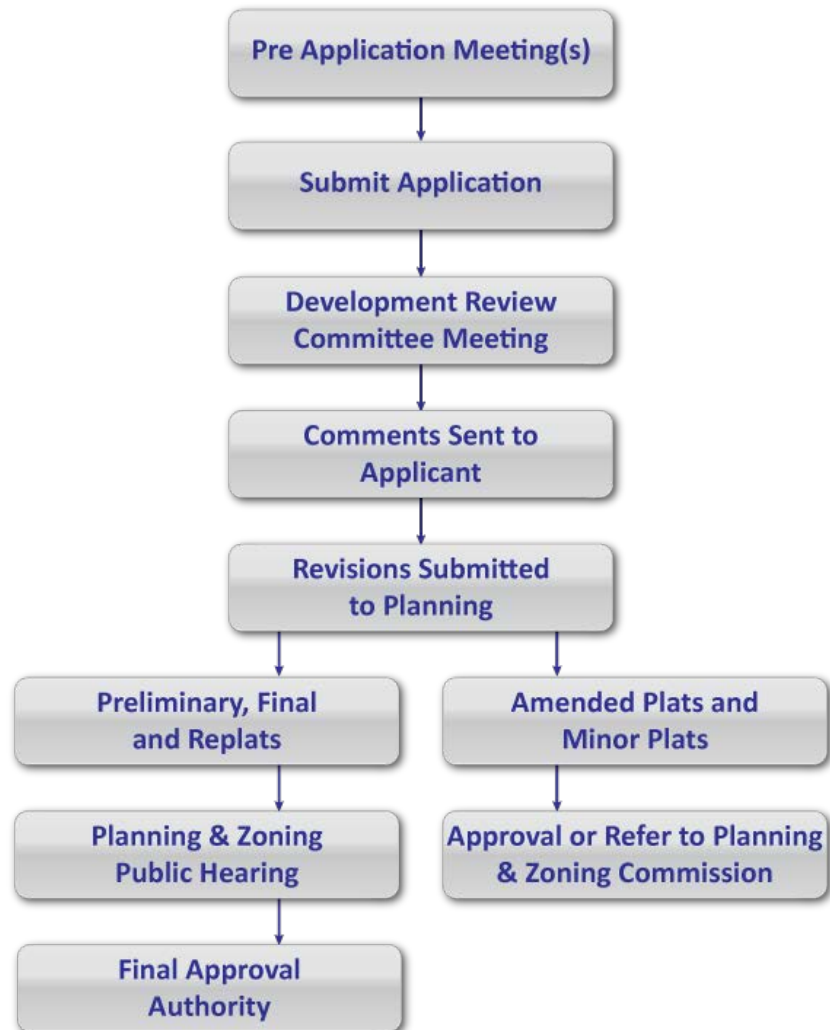 Pre Application Meeting(s)
Submit Application
Development Review
Committee Meeting
Comments Sent to
Applicant
Revisions Submitted
to Planning
Preliminary, Final
and Replats
Amended Plats and
Minor Plats
Planning & Zoning
Public Hearing
Approval or Refer to Planning
& Zoning Commission
Final Approval
Authority